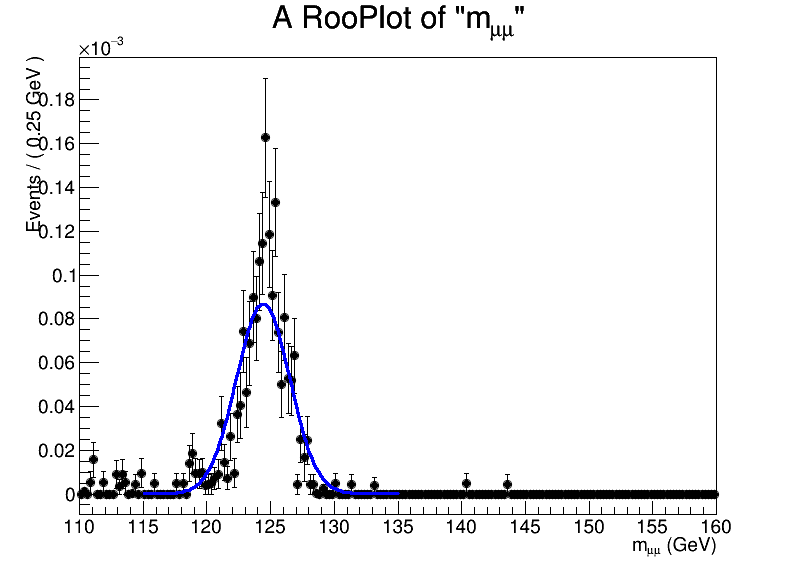 A RooPlot of "mμμ"
×10−3
Events / ( 0.25 GeV )
0.18
0.16
0.14
0.12
0.1
0.08
0.06
0.04
0.02
0
110 115 120 125 130 135 140 145 150 155 160
mμμ (GeV)